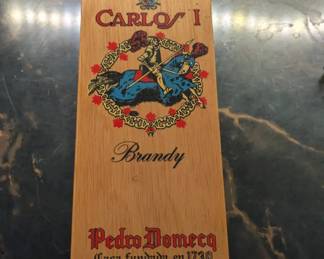 CARLOS I
Brandy
Pedro Domecq
Casa fundada en 1730